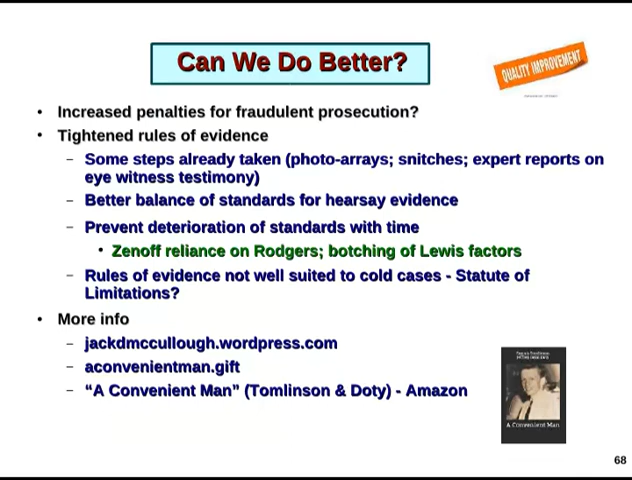 Can We Do Better?
QUALITY IMPROVEMENT
• Increased penalties for fraudulent prosecution?
• Tightened rules of evidence
– Some steps already taken (photo-arrays; snitches; expert reports on
eye witness testimony)
– Better balance of standards for hearsay evidence
– Prevent deterioration of standards with time
• Zenoff reliance on Rodgers; botching of Lewis factors
– Rules of evidence not well suited to cold cases - Statute of
Limitations?
• More info
– jackdmccullough.wordpress.com
– aconvenientman.gift
– “A Convenient Man” (Tomlinson & Doty) - Amazon
A Convenient Man
68